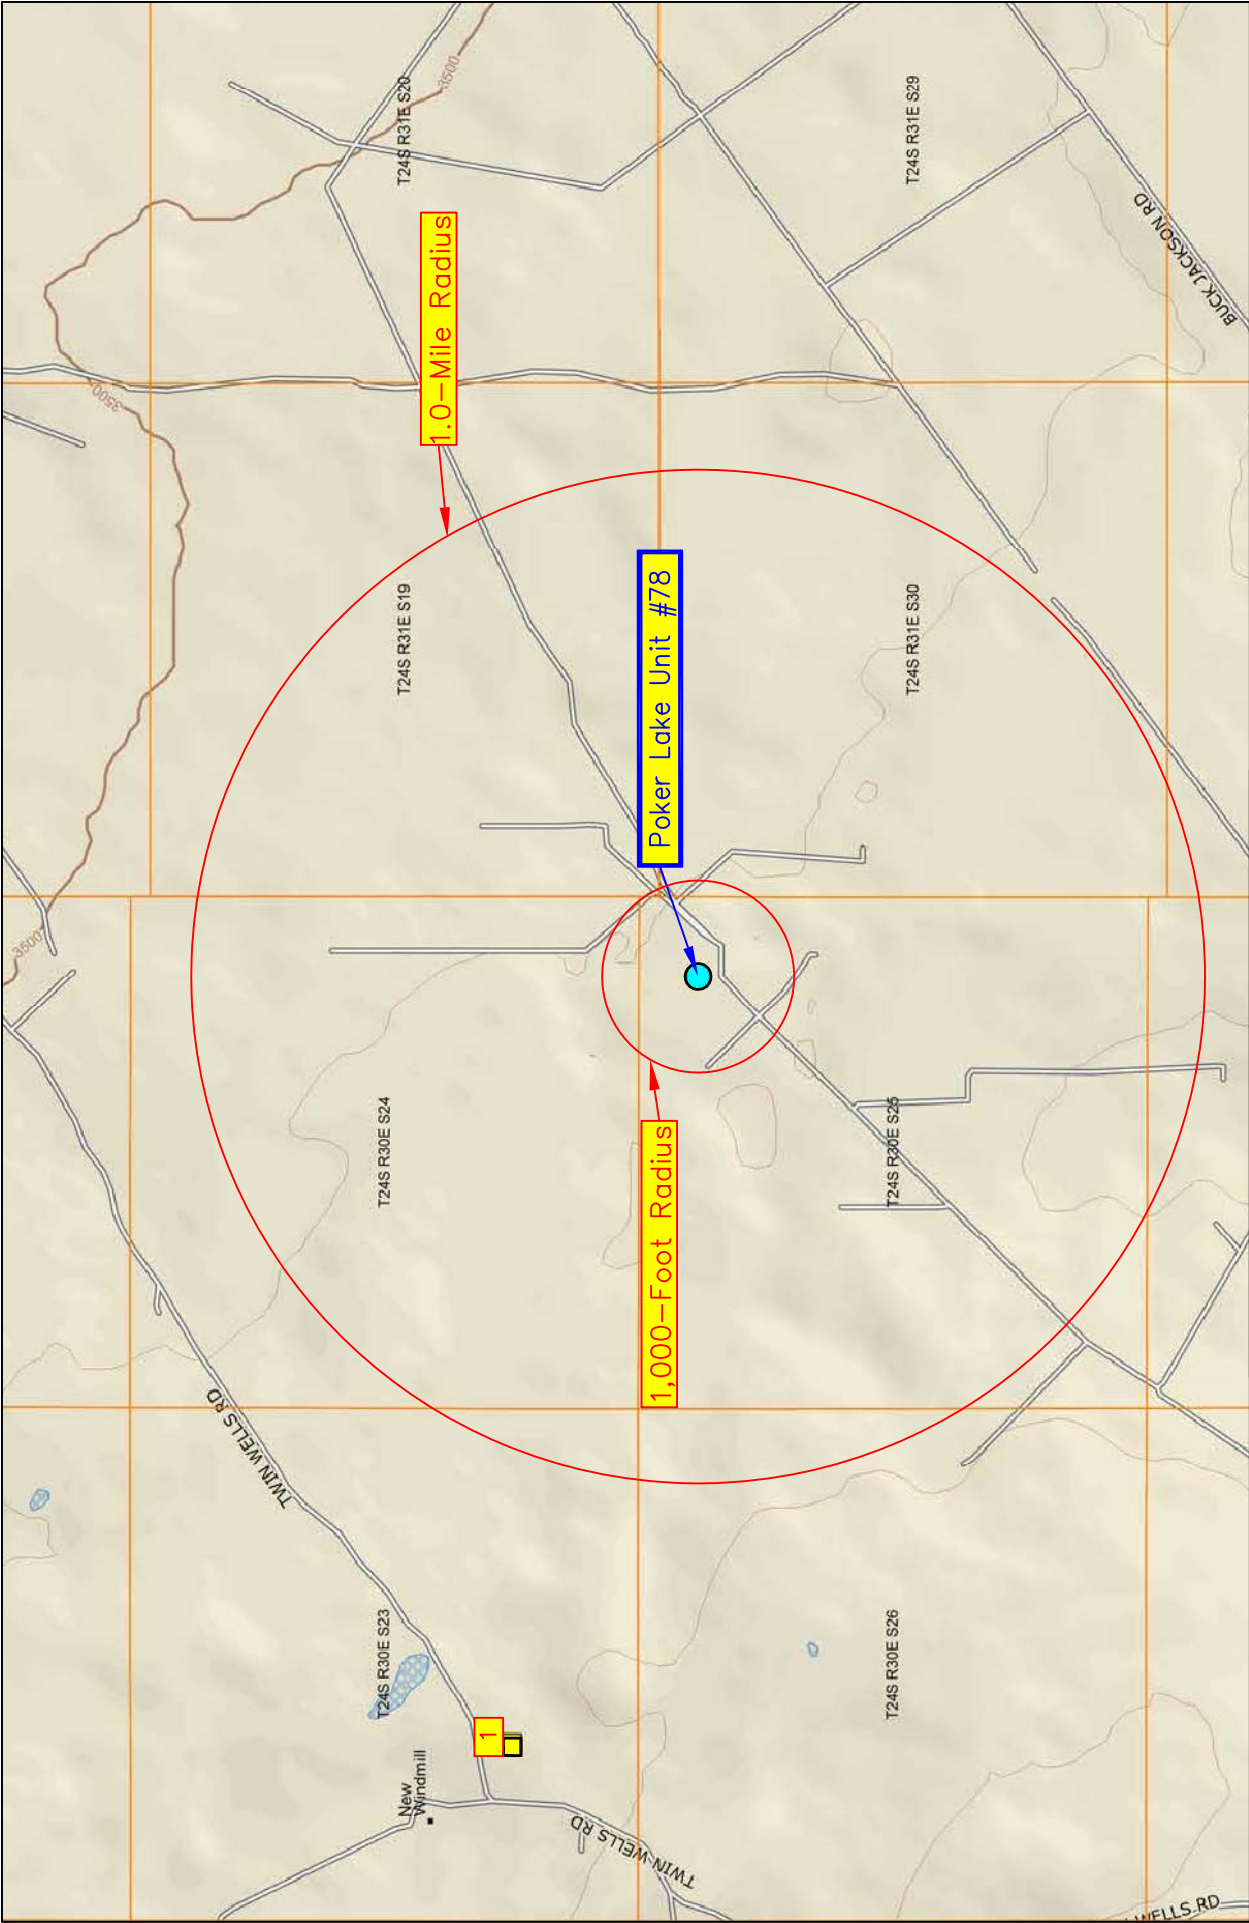 T24S R30E S23
T24S R30E S24
T24S R31E S19
T24S R31E S20
T24S R30E S26
T24S R30E S25
T24S R31E S30
T24S R31E S29
3500
3500
3500
TWIN WELLS RD
TWIN WELLS RD
WELLS RD
BUCK JACKSON RD
New
Windmill
1
1.0-Mile Radius
Poker Lake Unit #78
1,000-Foot Radius